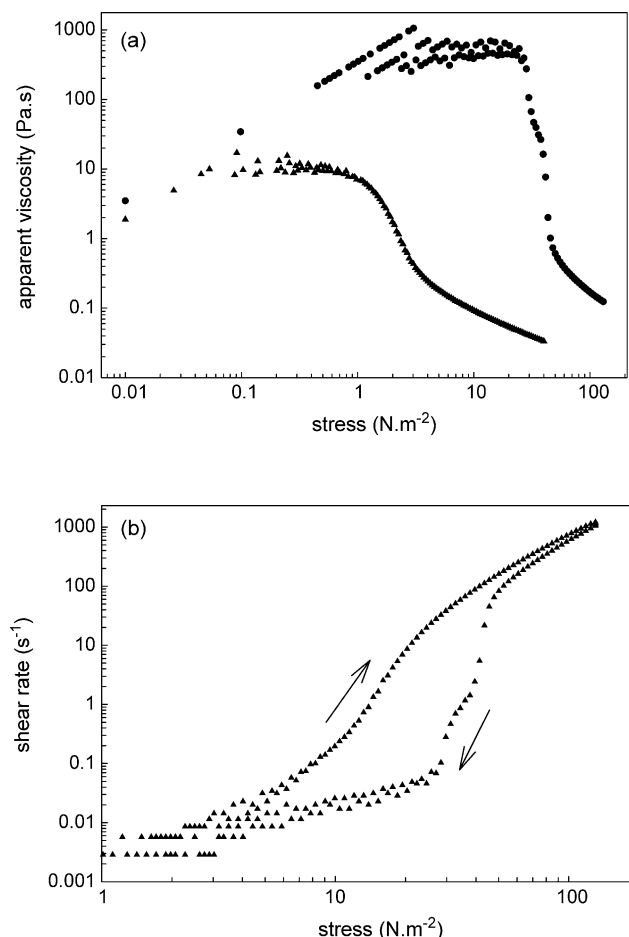 (a)
1000
100
10
1
0.1
0.01
apparent viscosity (Pa.s)
0.01 0.1 1 10 100
stress (N.m-2)
(b)
1000
100
10
1
0.1
0.01
0.001
shear rate (s-1)
1 10 100
stress (N.m-2)